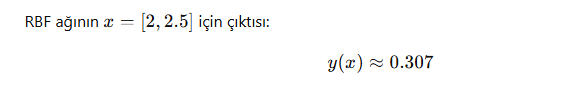 RBF ağının x = [2, 2.5] için çıktısı:
y(x) ≈ 0.307